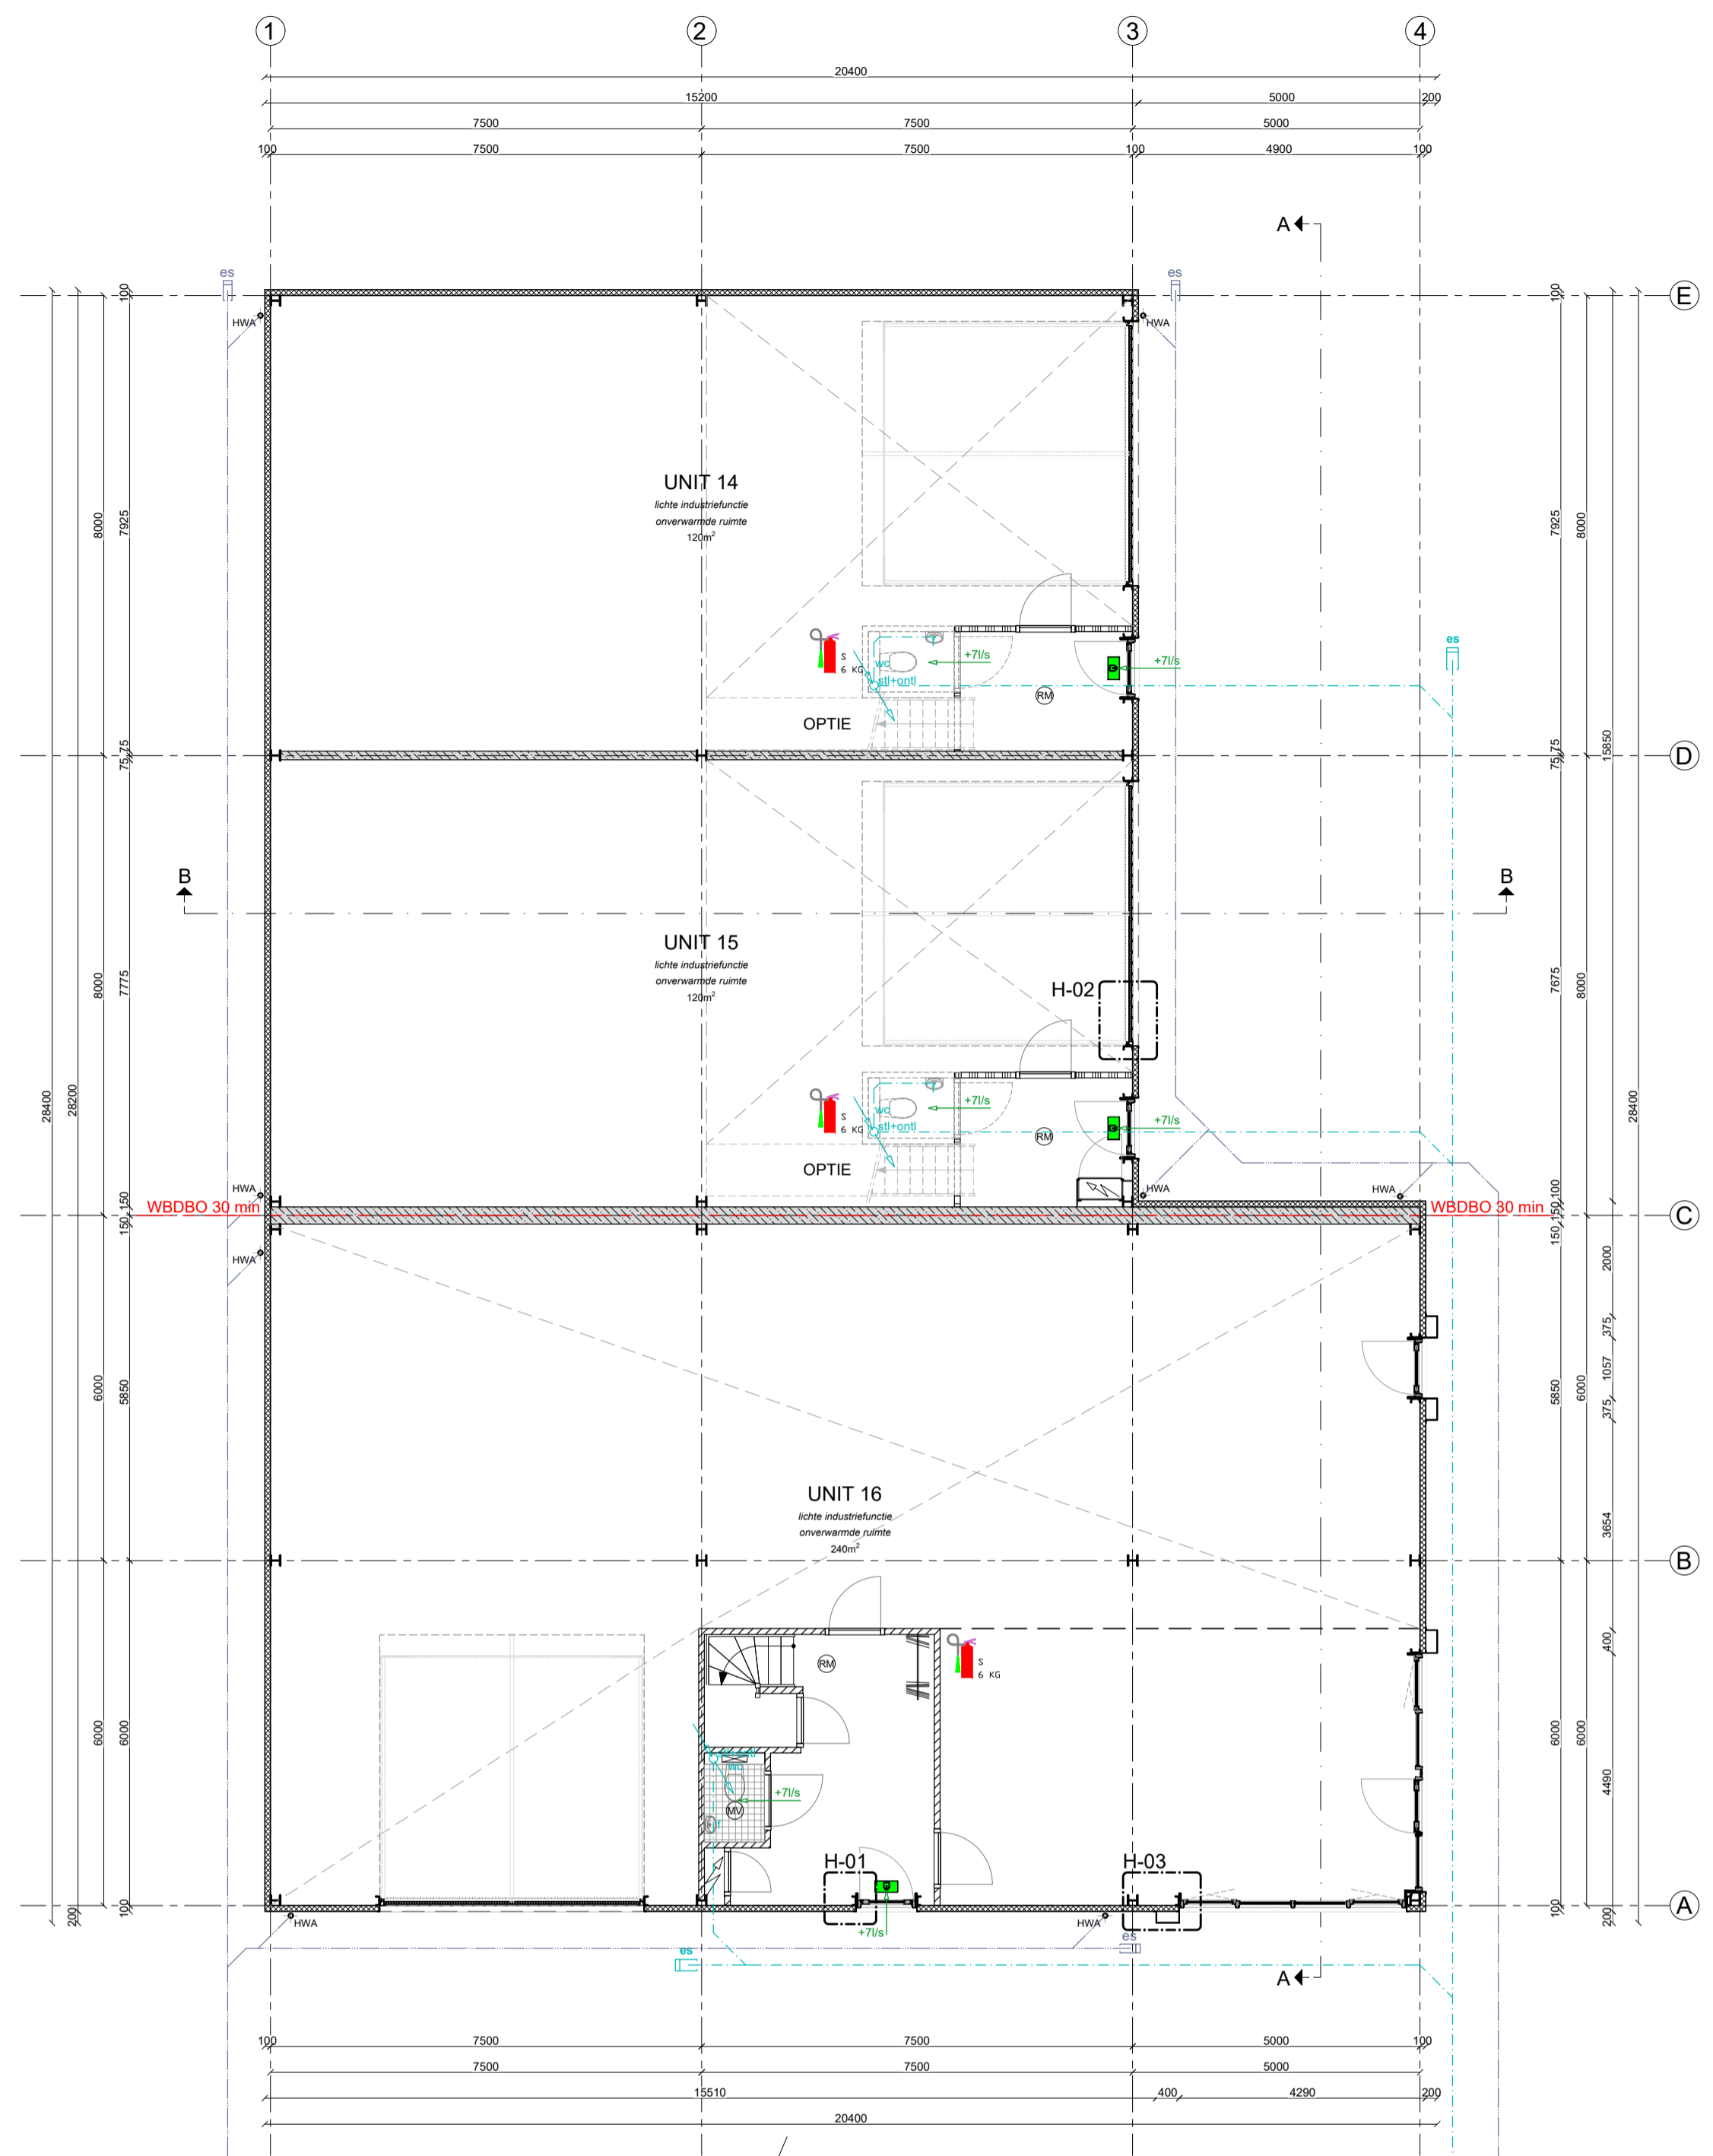 1 2 3 4
20400
15200 5000 200
7500 7500 5000
100 7500 7500 100 4900 100
A
es es
100 100 E
HWA HWA
UNIT 14
lichte industriefunctie
onverwarmde ruimte
120m²
8000 7925 7925 8000
S
6 KG
wc
+7l/s
+7l/s
es
stl+ontl
RM
OPTIE
75 75 75 75 15850 D
B B
UNIT 15
lichte industriefunctie
onverwarmde ruimte
120m²
8000 7775 7675 8000
H-02
28400 28200 28400
S
6 KG
wc
+7l/s
+7l/s
stl+ontl
RM
OPTIE
HWA HWA HWA
150 100
WBDBO 30 min WBDBO 30 min C
150 150 150
HWA
2000
375
1057
375
6000 5850 5850 6000
UNIT 16
lichte industriefunctie
onverwarmde ruimte
240m²
3654
B
400
RM
S
6 KG
6000 6000 6000 6000
wc
+7l/s
4490
MV
f
H-01 H-03
100 100 A
200 200
HWA HWA
+7l/s
es
es
A
100 7500 7500 5000 100
7500 7500 5000
15510 400 4290 200
20400